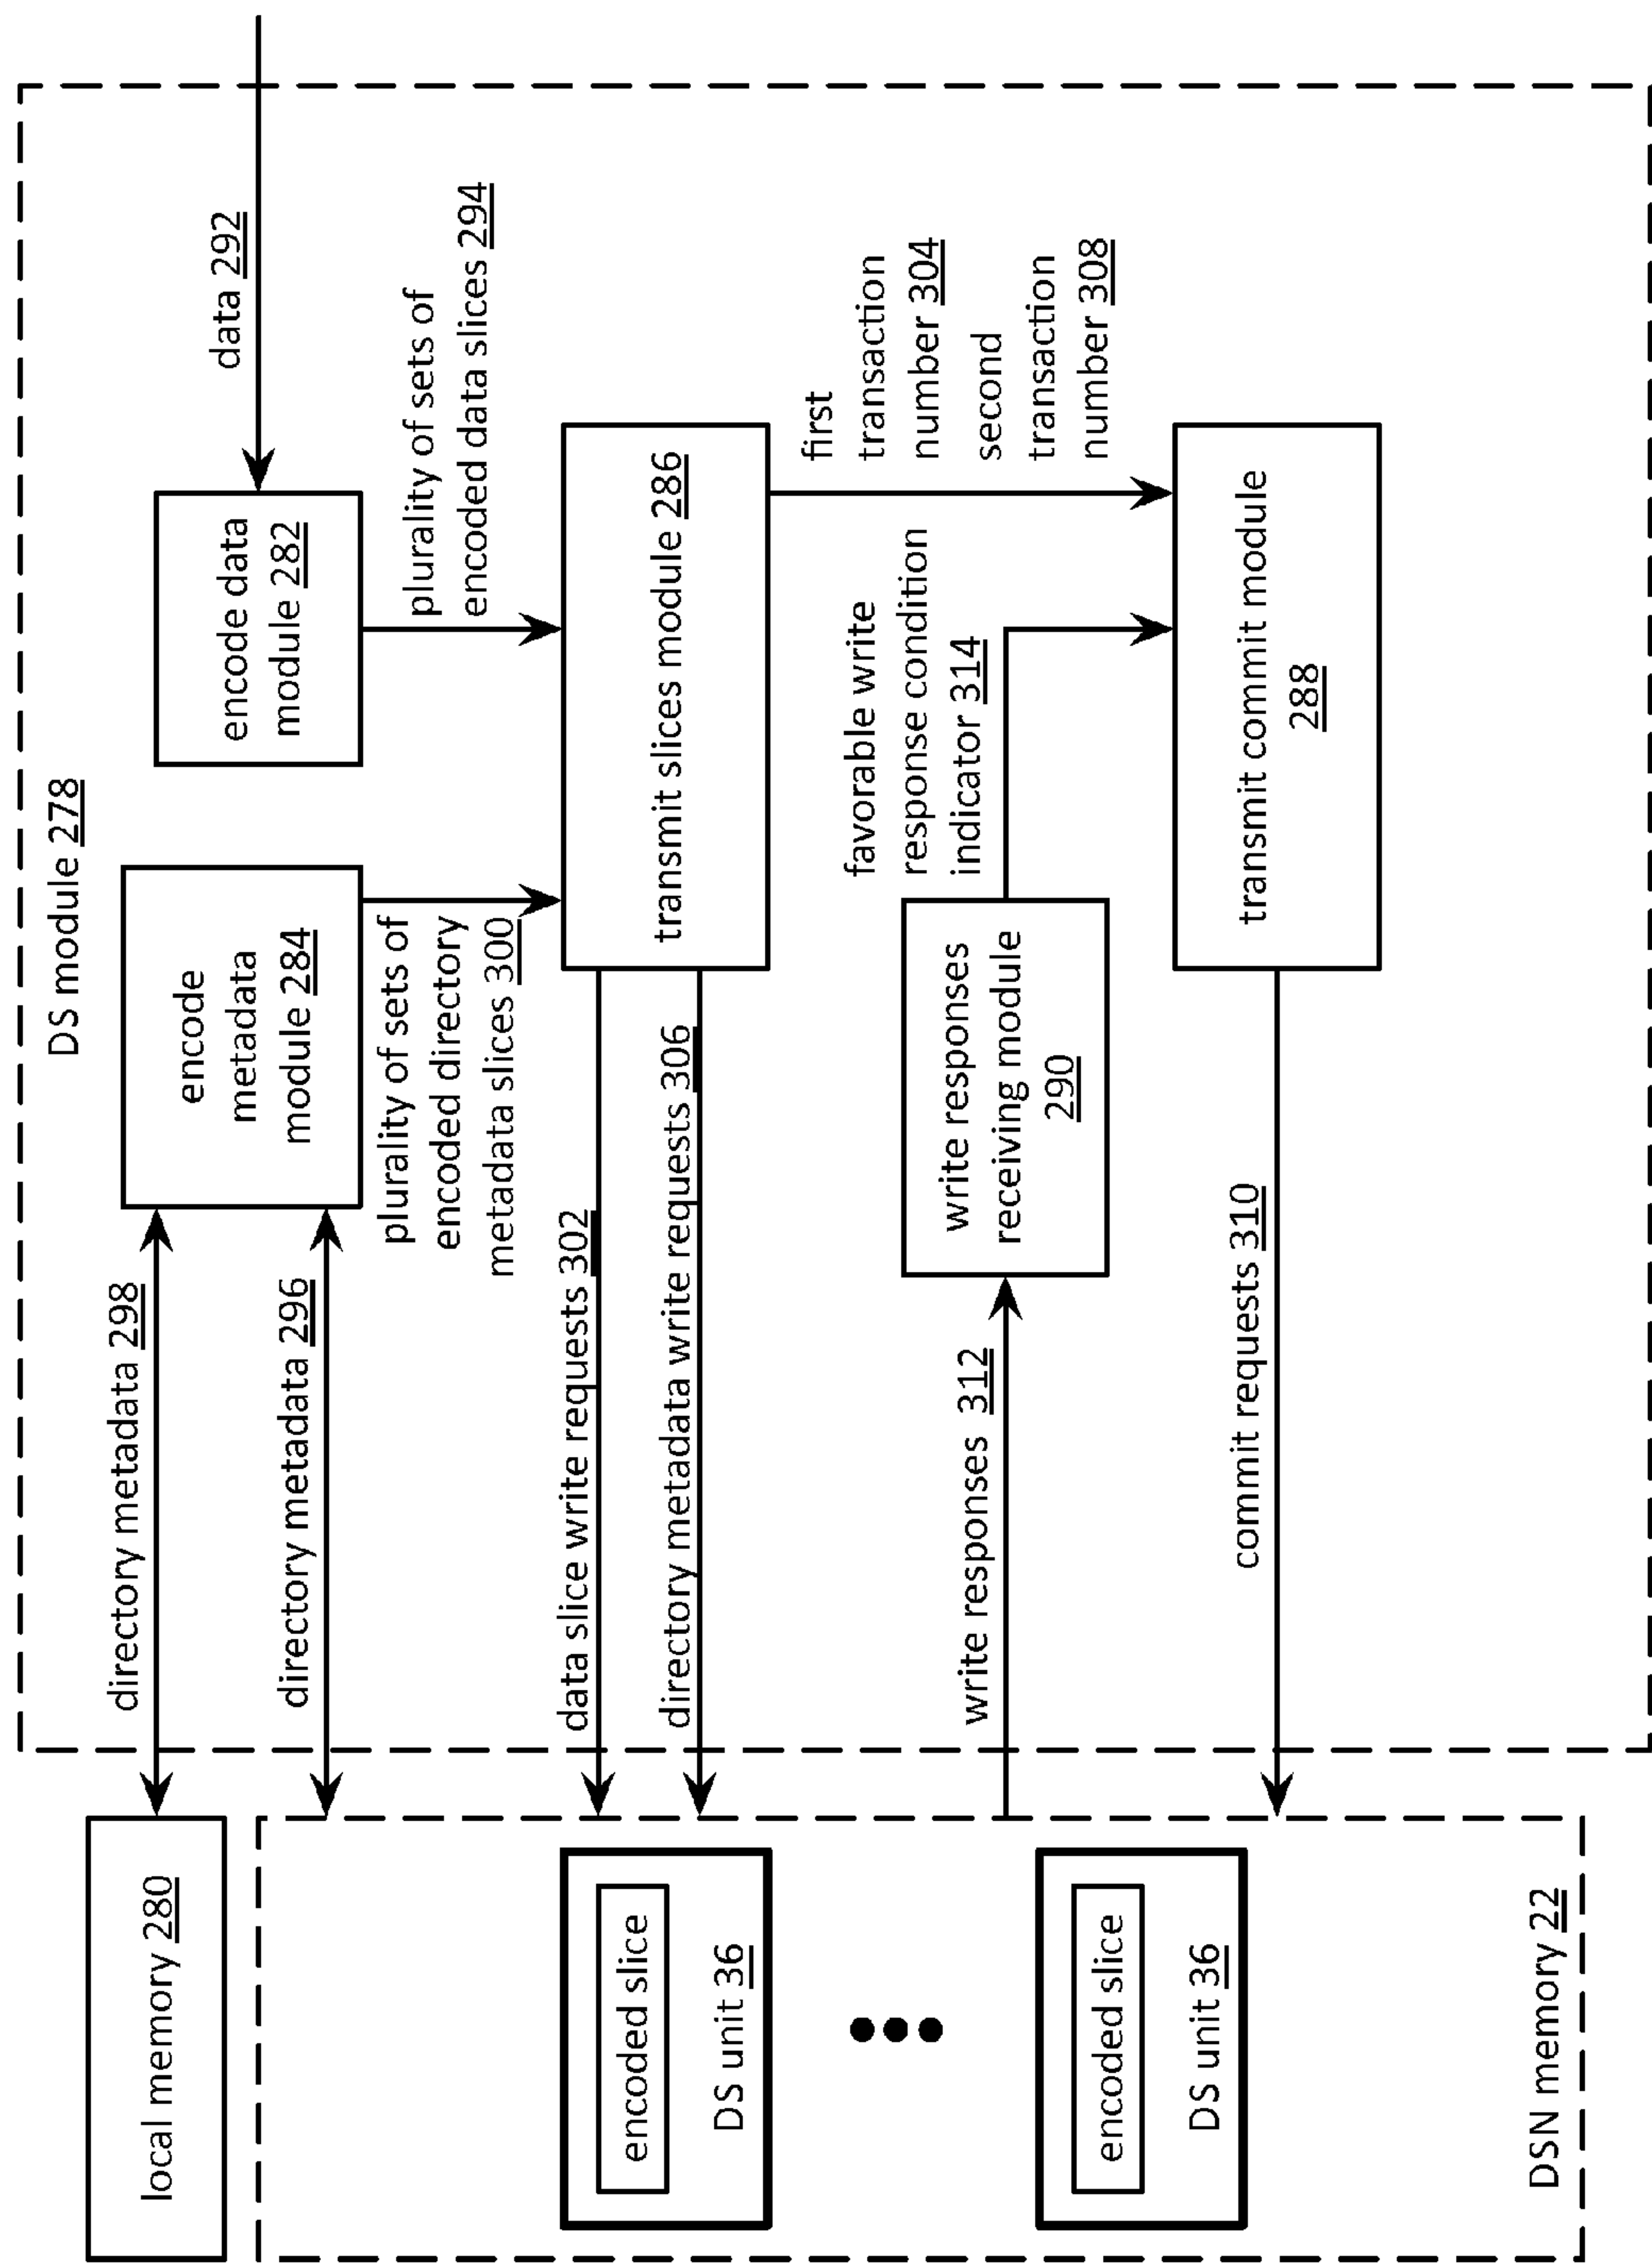 DS module 278
data 292
encode data
module 282
encode
metadata
module 284
local memory 280
directory metadata 298
directory metadata 296
plurality of sets of
encoded data slices 294
plurality of sets of
encoded directory
metadata slices 300
transmit slices module 286
data slice write requests 302
directory metadata write requests 306
encoded slice
DS unit 36
first
transaction
number 304
second
transaction
number 308
favorable write
response condition
indicator 314
write responses
receiving module
290
write responses 312
transmit commit module
288
commit requests 310
encoded slice
DS unit 36
DSN memory 22